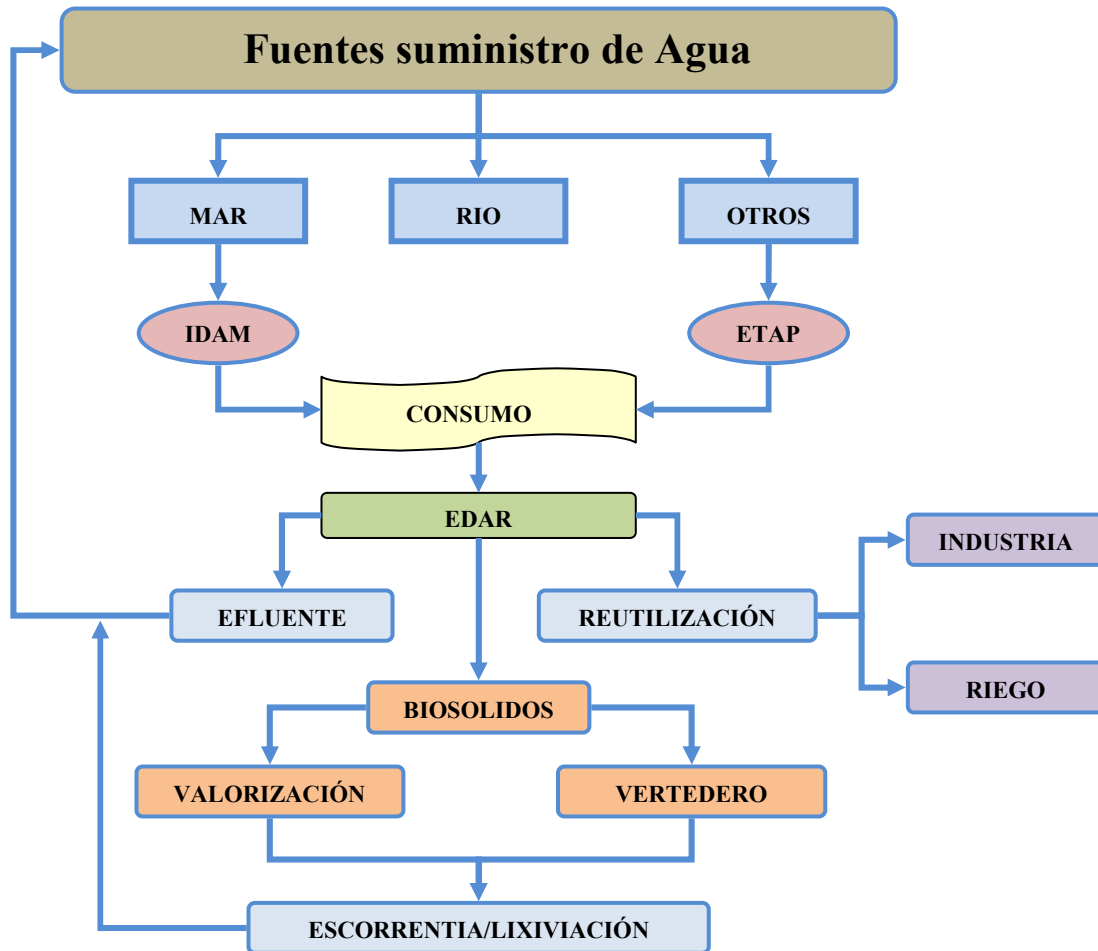 Fuentes suministro de Agua
MAR
RIO
OTROS
IDAM
ETAP
CONSUMO
EDAR
INDUSTRIA
EFLUENTE
REUTILIZACIÓN
RIEGO
BIOSOLIDOS
VALORIZACIÓN
VERTEDERO
ESCORRENTIA/LIXIVIACIÓN